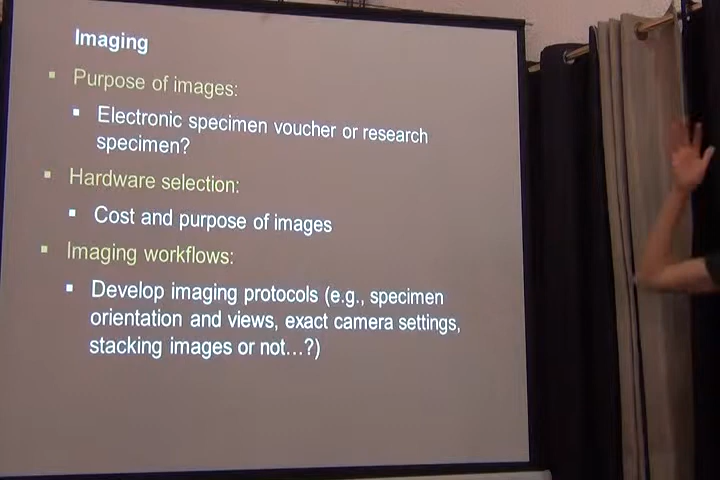 Imaging
Purpose of images:
Electronic specimen voucher or research
specimen?
Hardware selection:
Cost and purpose of images
Imaging workflows:
Develop imaging protocols (e.g., specimen
orientation and views, exact camera settings,
stacking images or not…?)